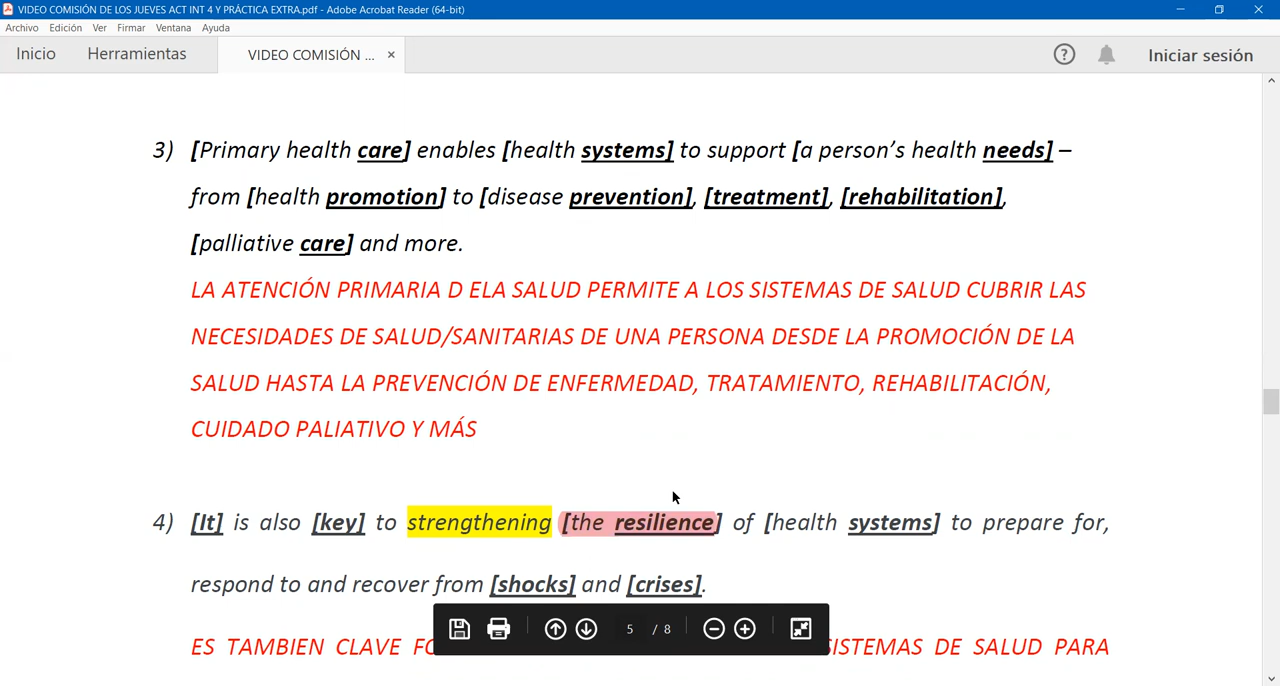 VIDEO COMISIÓN DE LOS JUEVES ACT INT 4 Y PRÁCTICA EXTRA.pdf - Adobe Acrobat Reader (64-bit)
Archivo Edición Ver Firmar Ventana Ayuda
Inicio Herramientas VIDEO COMISIÓN ... × ? Iniciar sesión
3) [Primary health care] enables [health systems] to support [a person’s health needs] –
from [health promotion] to [disease prevention], [treatment], [rehabilitation],
[palliative care] and more.
LA ATENCIÓN PRIMARIA D ELA SALUD PERMITE A LOS SISTEMAS DE SALUD CUBRIR LAS
NECESIDADES DE SALUD/SANITARIAS DE UNA PERSONA DESDE LA PROMOCIÓN DE LA
SALUD HASTA LA PREVENCIÓN DE ENFERMEDAD, TRATAMIENTO, REHABILITACIÓN,
CUIDADO PALIATIVO Y MÁS
4) [It] is also [key] to strengthening [the resilience] of [health systems] to prepare for,
respond to and recover from [shocks] and [crises].
5 / 8
ES TAMBIEN CLAVE DE SALUD PARA